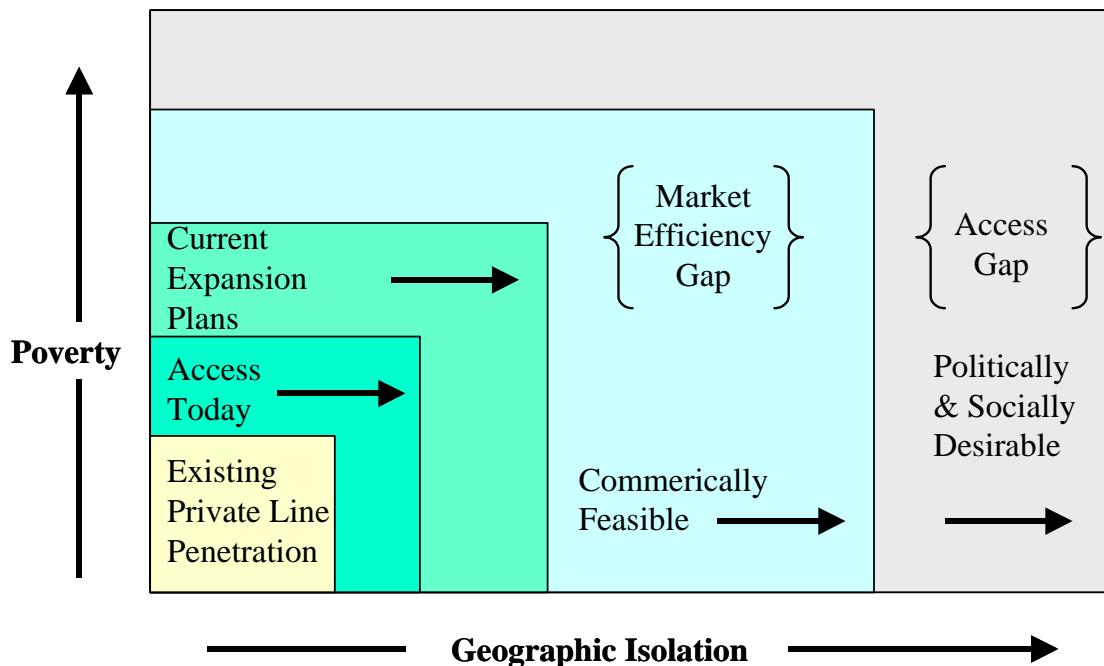 Market
Efficiency
Gap
Access
Gap
Current
Expansion
Plans
Poverty
Access
Today
Politically
& Socially
Desirable
Existing
Private Line
Penetration
Commerically
Feasible
Geographic Isolation